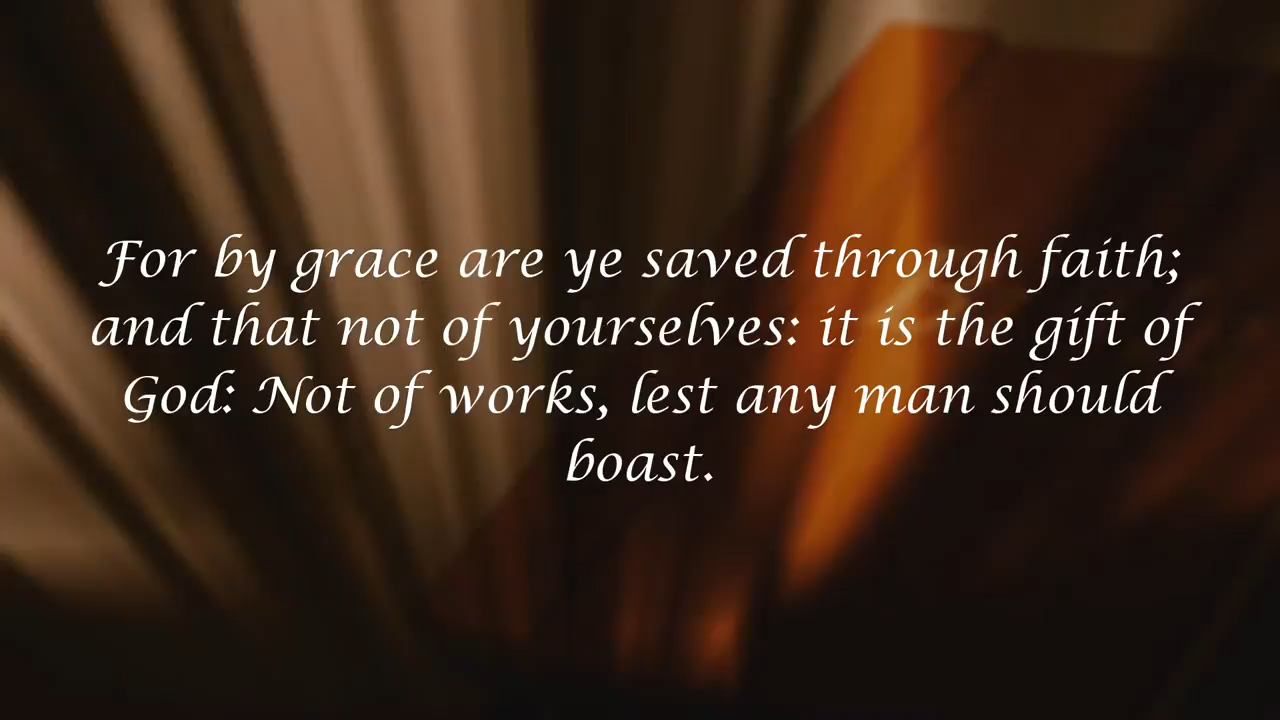 For by grace are ye saved through faith;
and that not of yourselves: it is the gift of
God: Not of works, lest any man should
boast.